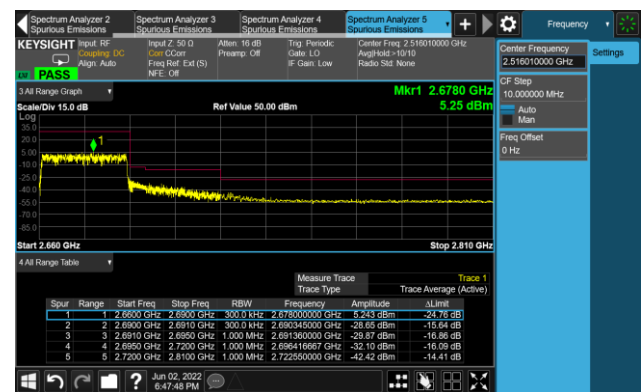 Spectrum Analyzer 2 Spectrum Analyzer 3 Spectrum Analyzer 4 Spectrum Analyzer 5 Frequency
Spurious Emissions Spurious Emissions Spurious Emissions Spurious Emissions
KEYSIGHT Input: RF Input Z: 50 Ω Atten: 16 dB Trig: Periodic Center Freq: 2.516010000 GHz
Coupling: DC Corr CCorr Preamp: Off Gate: LO Avg|Hold:>10/10
Align: Auto Freq Ref: Ext (S) IF Gain: Low Radio Std: None
NFE: Off
PASS
Center Frequency Settings
2.516010000 GHz
CF Step
10.000000 MHz
Auto
Man
Freq Offset
0 Hz
3 All Range Graph Mkr1 2.6780 GHz
Scale/Div 15.0 dB Ref Value 50.00 dBm 5.25 dBm
Log
35.0
20.0
5.00
-10.0
-25.0
-40.0
-55.0
-70.0
-85.0
1
Start 2.660 GHz Stop 2.810 GHz
4 All Range Table
Measure Trace Trace 1
Trace Type Trace Average (Active)
Spur Range Start Freq Stop Freq RBW Frequency Amplitude ΔLimit
1 1 2.6600 GHz 2.6900 GHz 300.0 kHz 2.678000000 GHz 5.243 dBm -24.76 dB
2 2 2.6900 GHz 2.6910 GHz 300.0 kHz 2.690345000 GHz -28.65 dBm -15.64 dB
3 3 2.6910 GHz 2.6950 GHz 1.000 MHz 2.691360000 GHz -29.87 dBm -16.86 dB
4 4 2.6950 GHz 2.7200 GHz 1.000 MHz 2.696416667 GHz -32.10 dBm -16.09 dB
5 5 2.7200 GHz 2.8100 GHz 1.000 MHz 2.722550000 GHz -42.42 dBm -14.41 dB
Jun 02, 2022
6:47:48 PM